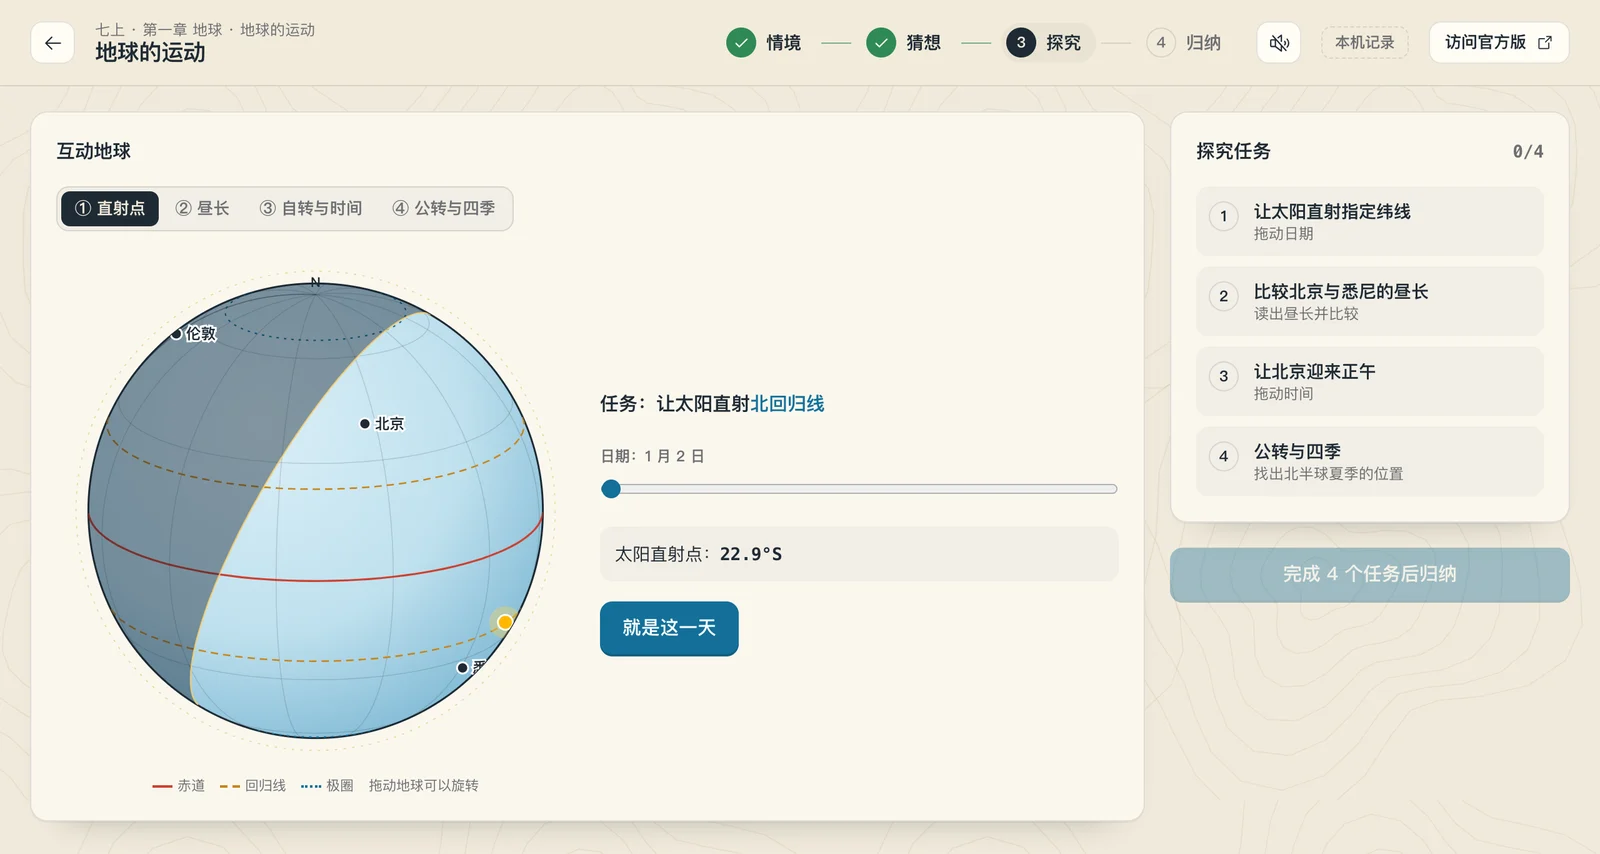 七上 · 第一章 地球 · 地球的运动
地球的运动
情境
猜想
3 探究
4 归纳
本机记录
访问官方版
互动地球
① 直射点
② 昼长
③ 自转与时间
④ 公转与四季
N
伦敦
北京
赤道
回归线
极圈
拖动地球可以旋转
任务：让太阳直射北回归线
日期：1 月 2 日
太阳直射点：22.9°S
就是这一天
探究任务
0/4
1
让太阳直射指定纬线
拖动日期
2
比较北京与悉尼的昼长
读出昼长并比较
3
让北京迎来正午
拖动时间
4
公转与四季
找出北半球夏季的位置
完成 4 个任务后归纳